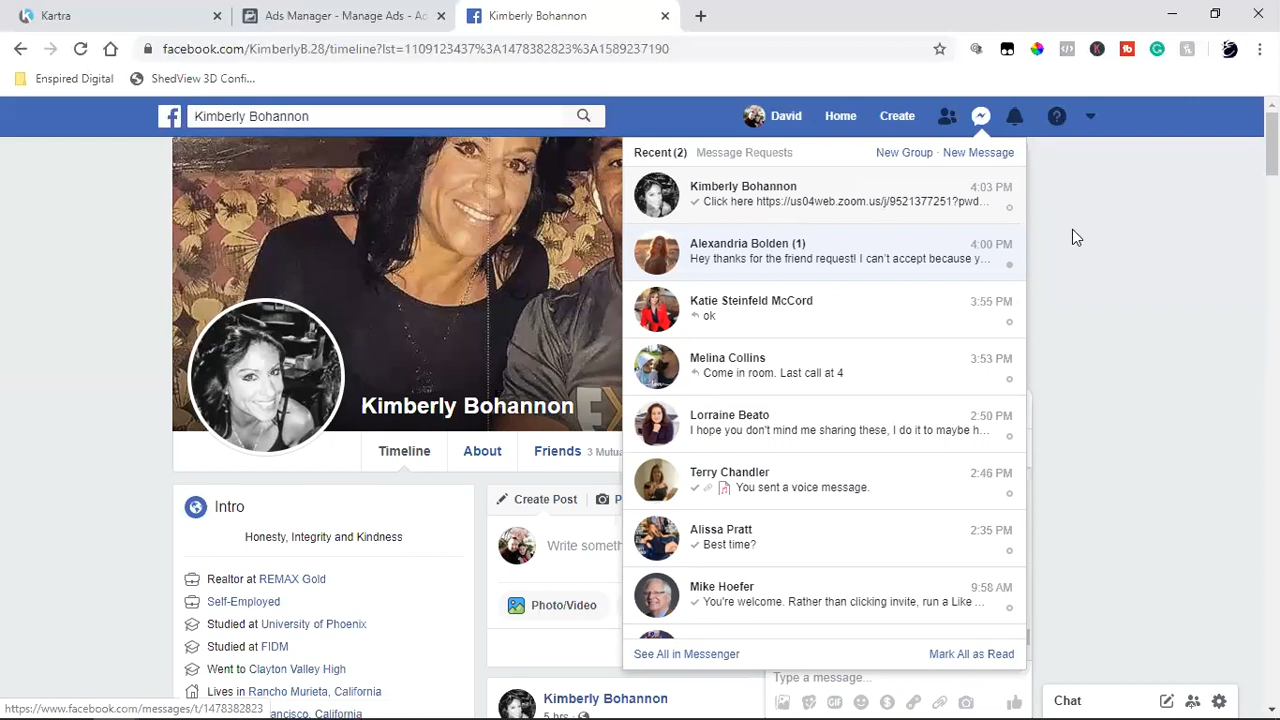 Kartra
Ads Manager - Manage Ads - Ac
Kimberly Bohannon
facebook.com/KimberlyB.28/timeline?lst=1109123437%3A1478382823%3A1589237190
Enspired Digital
ShedView 3D Confi...
Kimberly Bohannon
David
Home
Create
Recent (2)
Message Requests
New Group · New Message
Kimberly Bohannon
4:03 PM
Click here https://us04web.zoom.us/j/9521377251?pwd...
Alexandria Bolden (1)
4:00 PM
Hey thanks for the friend request! I can't accept because y...
Katie Steinfeld McCord
3:55 PM
ok
Melina Collins
3:53 PM
Come in room. Last call at 4
Lorraine Beato
2:50 PM
I hope you don't mind me sharing these, I do it to maybe h...
Terry Chandler
2:46 PM
You sent a voice message.
Alissa Pratt
2:35 PM
Best time?
Mike Hoefer
9:58 AM
You're welcome. Rather than clicking invite, run a Like ...
See All in Messenger
Mark All as Read
Kimberly Bohannon
Timeline
About
Friends 3 Mutua
Intro
Honesty, Integrity and Kindness
Realtor at REMAX Gold
Self-Employed
Studied at University of Phoenix
Studied at FIDM
Went to Clayton Valley High
Lives in Rancho Murieta, California
ncisco, California
Create Post
P
Write someth
Photo/Video
Kimberly Bohannon
5 hrs
Type a message...
GIF
Chat
https://www.facebook.com/messages/t/1478382823